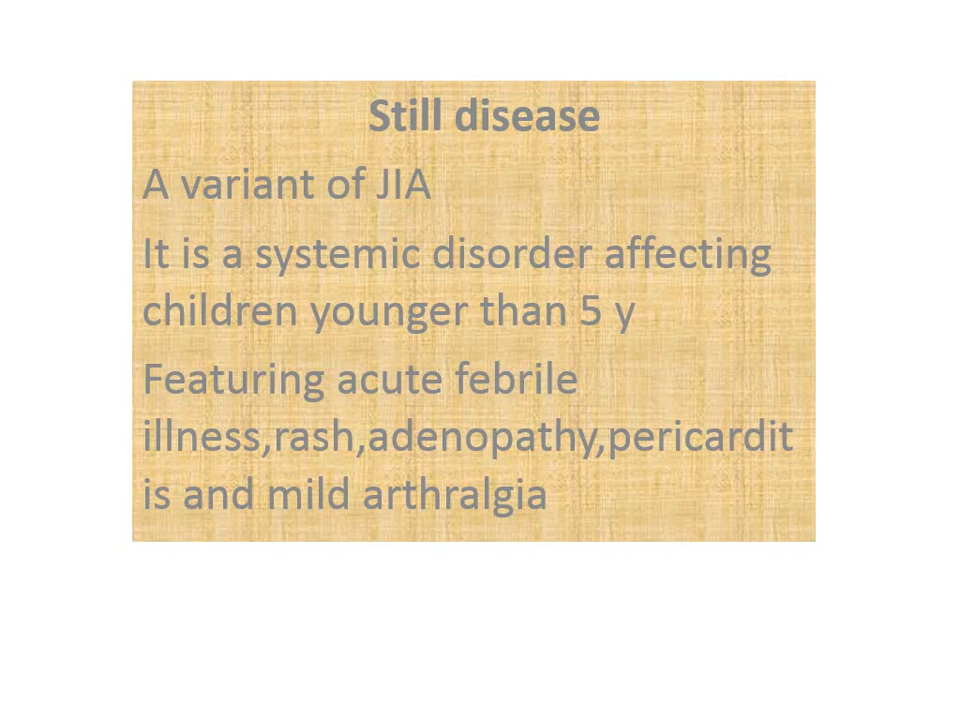 Still disease
A variant of JIA
It is a systemic disorder affecting
children younger than 5 y
Featuring acute febrile
illness,rash,adenopathy,pericardit
is and mild arthralgia